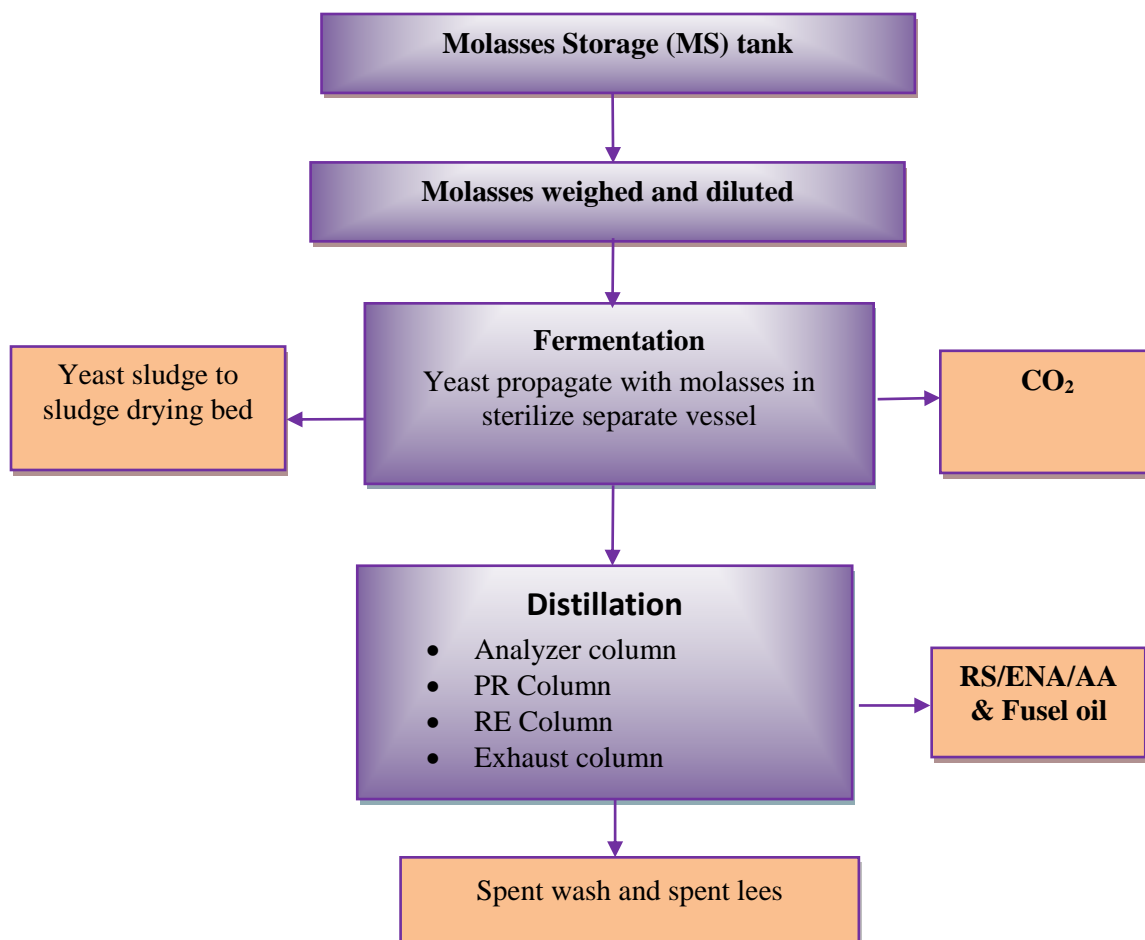 Molasses Storage (MS) tank
Molasses weighed and diluted
Fermentation
Yeast propagate with molasses in
sterilize separate vessel
Yeast sludge to
sludge drying bed
CO₂
Distillation
• Analyzer column
• PR Column
• RE Column
• Exhaust column
RS/ENA/AA
& Fusel oil
Spent wash and spent lees